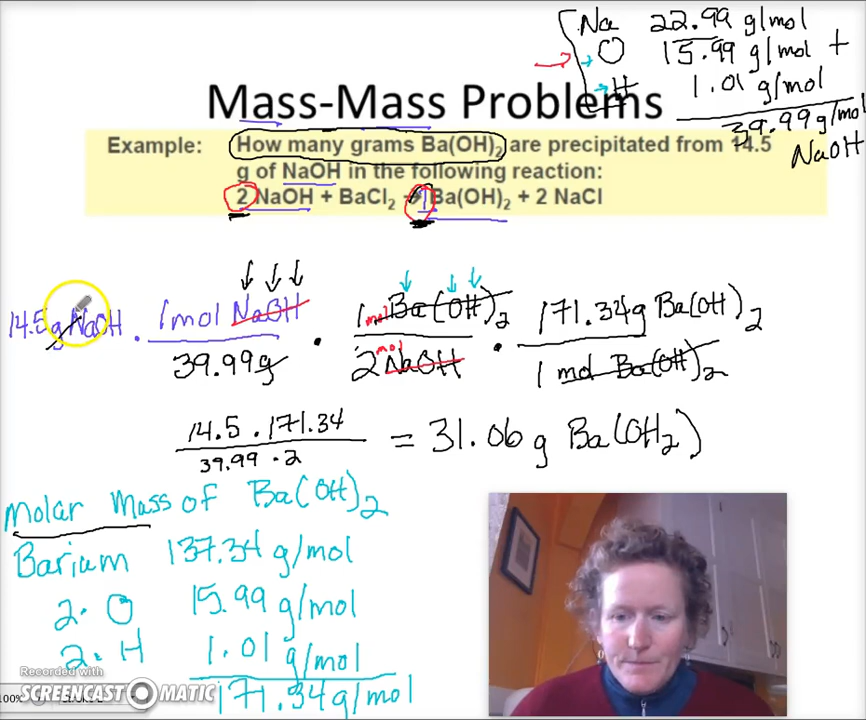 Na 22.99 g/mol
O 15.99 g/mol +
H 1.01 g/mol
39.99 g/mol
NaOH
Mass-Mass Problems
Example: How many grams Ba(OH)2 are precipitated from 14.5
g of NaOH in the following reaction:
2 NaOH + BaCl2 → 1 Ba(OH)2 + 2 NaCl
14.5 g NaOH · 1 mol NaOH · 1 mol Ba(OH)2 · 171.34 g Ba(OH)2
39.99 g 2 mol NaOH 1 mol Ba(OH)2
14.5 · 171.34
= 31.06 g Ba(OH2)
39.99 · 2
Molar Mass of Ba(OH)2
Barium 137.34 g/mol
2 · O 15.99 g/mol
2 · H 1.01 g/mol
171.34 g/mol
Recorded with
SCREENCAST O MATIC
100%